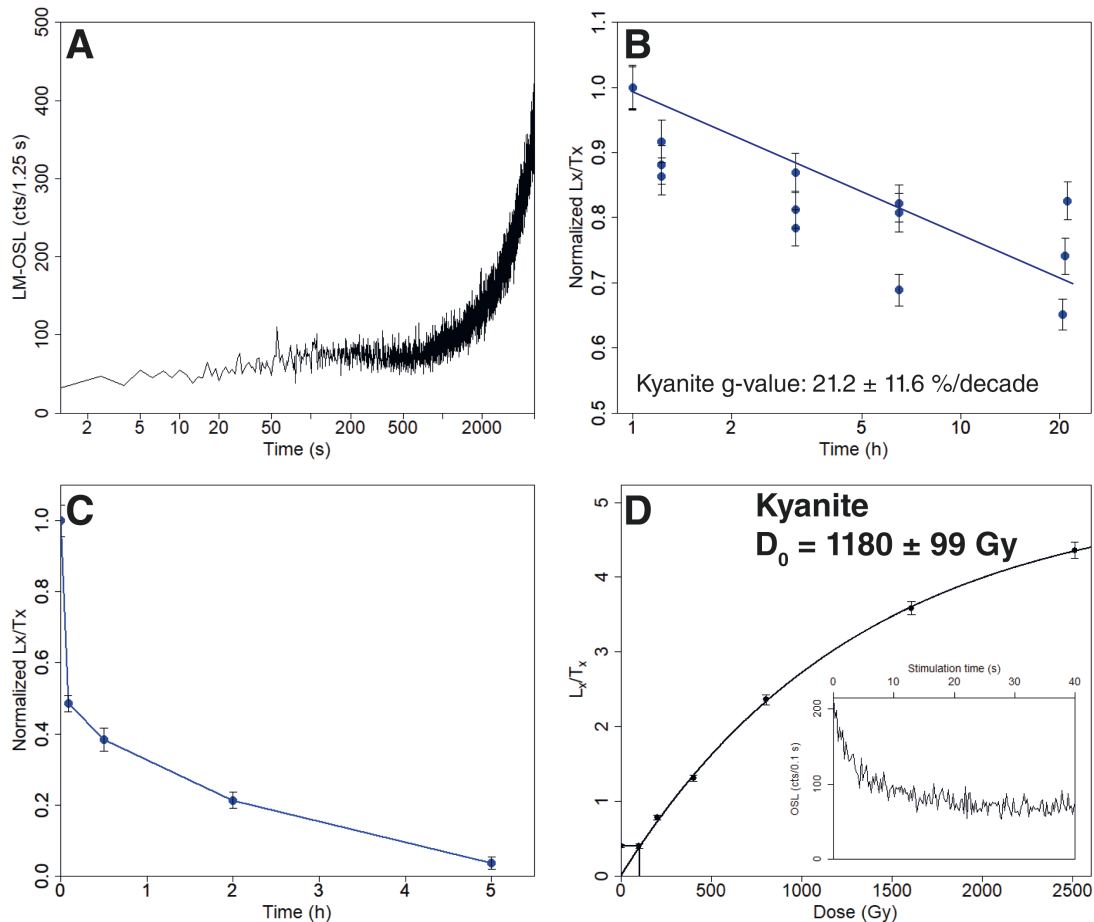 A
LM-OSL (cts/1.25 s)
500
400
300
200
100
0
2 5 10 20 50 200 500 2000
Time (s)
B
Normalized Lx/Tx
1.1
1.0
0.9
0.8
0.7
0.6
0.5
Kyanite g-value: 21.2 ± 11.6 %/decade
1 2 5 10 20
Time (h)
C
Normalized Lx/Tx
1.0
0.8
0.6
0.4
0.2
0.0
0 1 2 3 4 5
Time (h)
D
Kyanite
D₀ = 1180 ± 99 Gy
Lₓ/Tₓ
5
4
3
2
1
0
Stimulation time (s)
0 10 20 30 40
OSL (cts/0.1 s)
200
100
0
0 500 1000 1500 2000 2500
Dose (Gy)